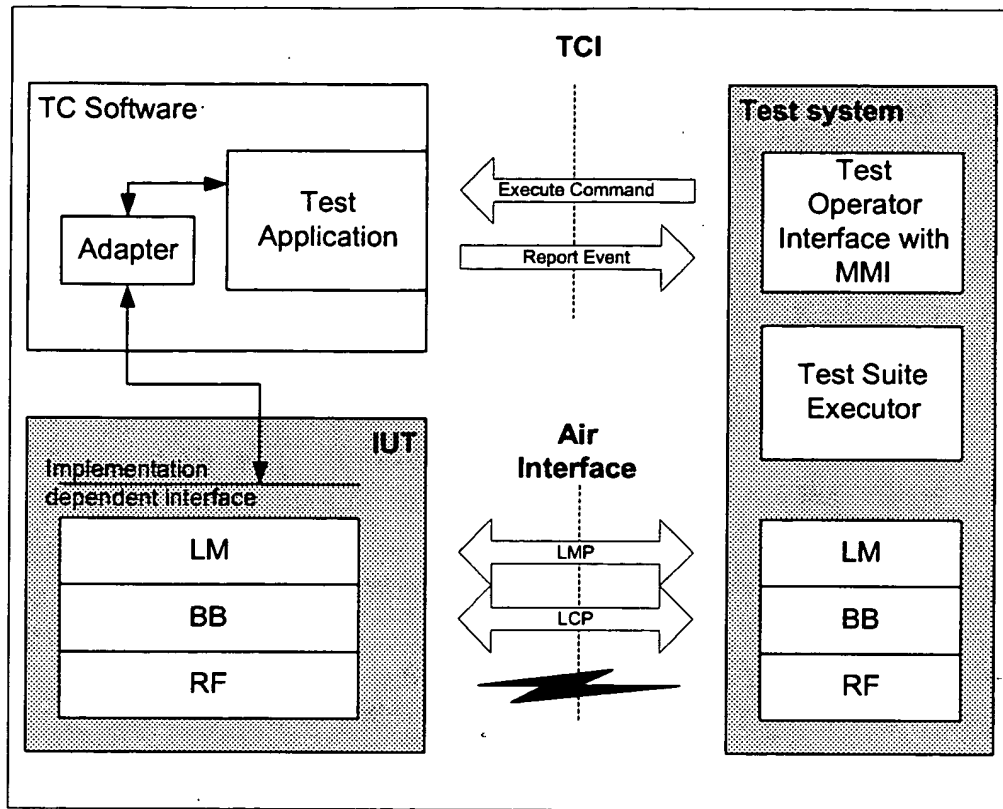 TCI
TC Software
Test
Application
Adapter
Execute Command
Report Event
Test system
Test
Operator
Interface with
MMI
Test Suite
Executor
IUT
Implementation
dependent interface
LM
BB
RF
Air
Interface
LMP
LCP
LM
BB
RF